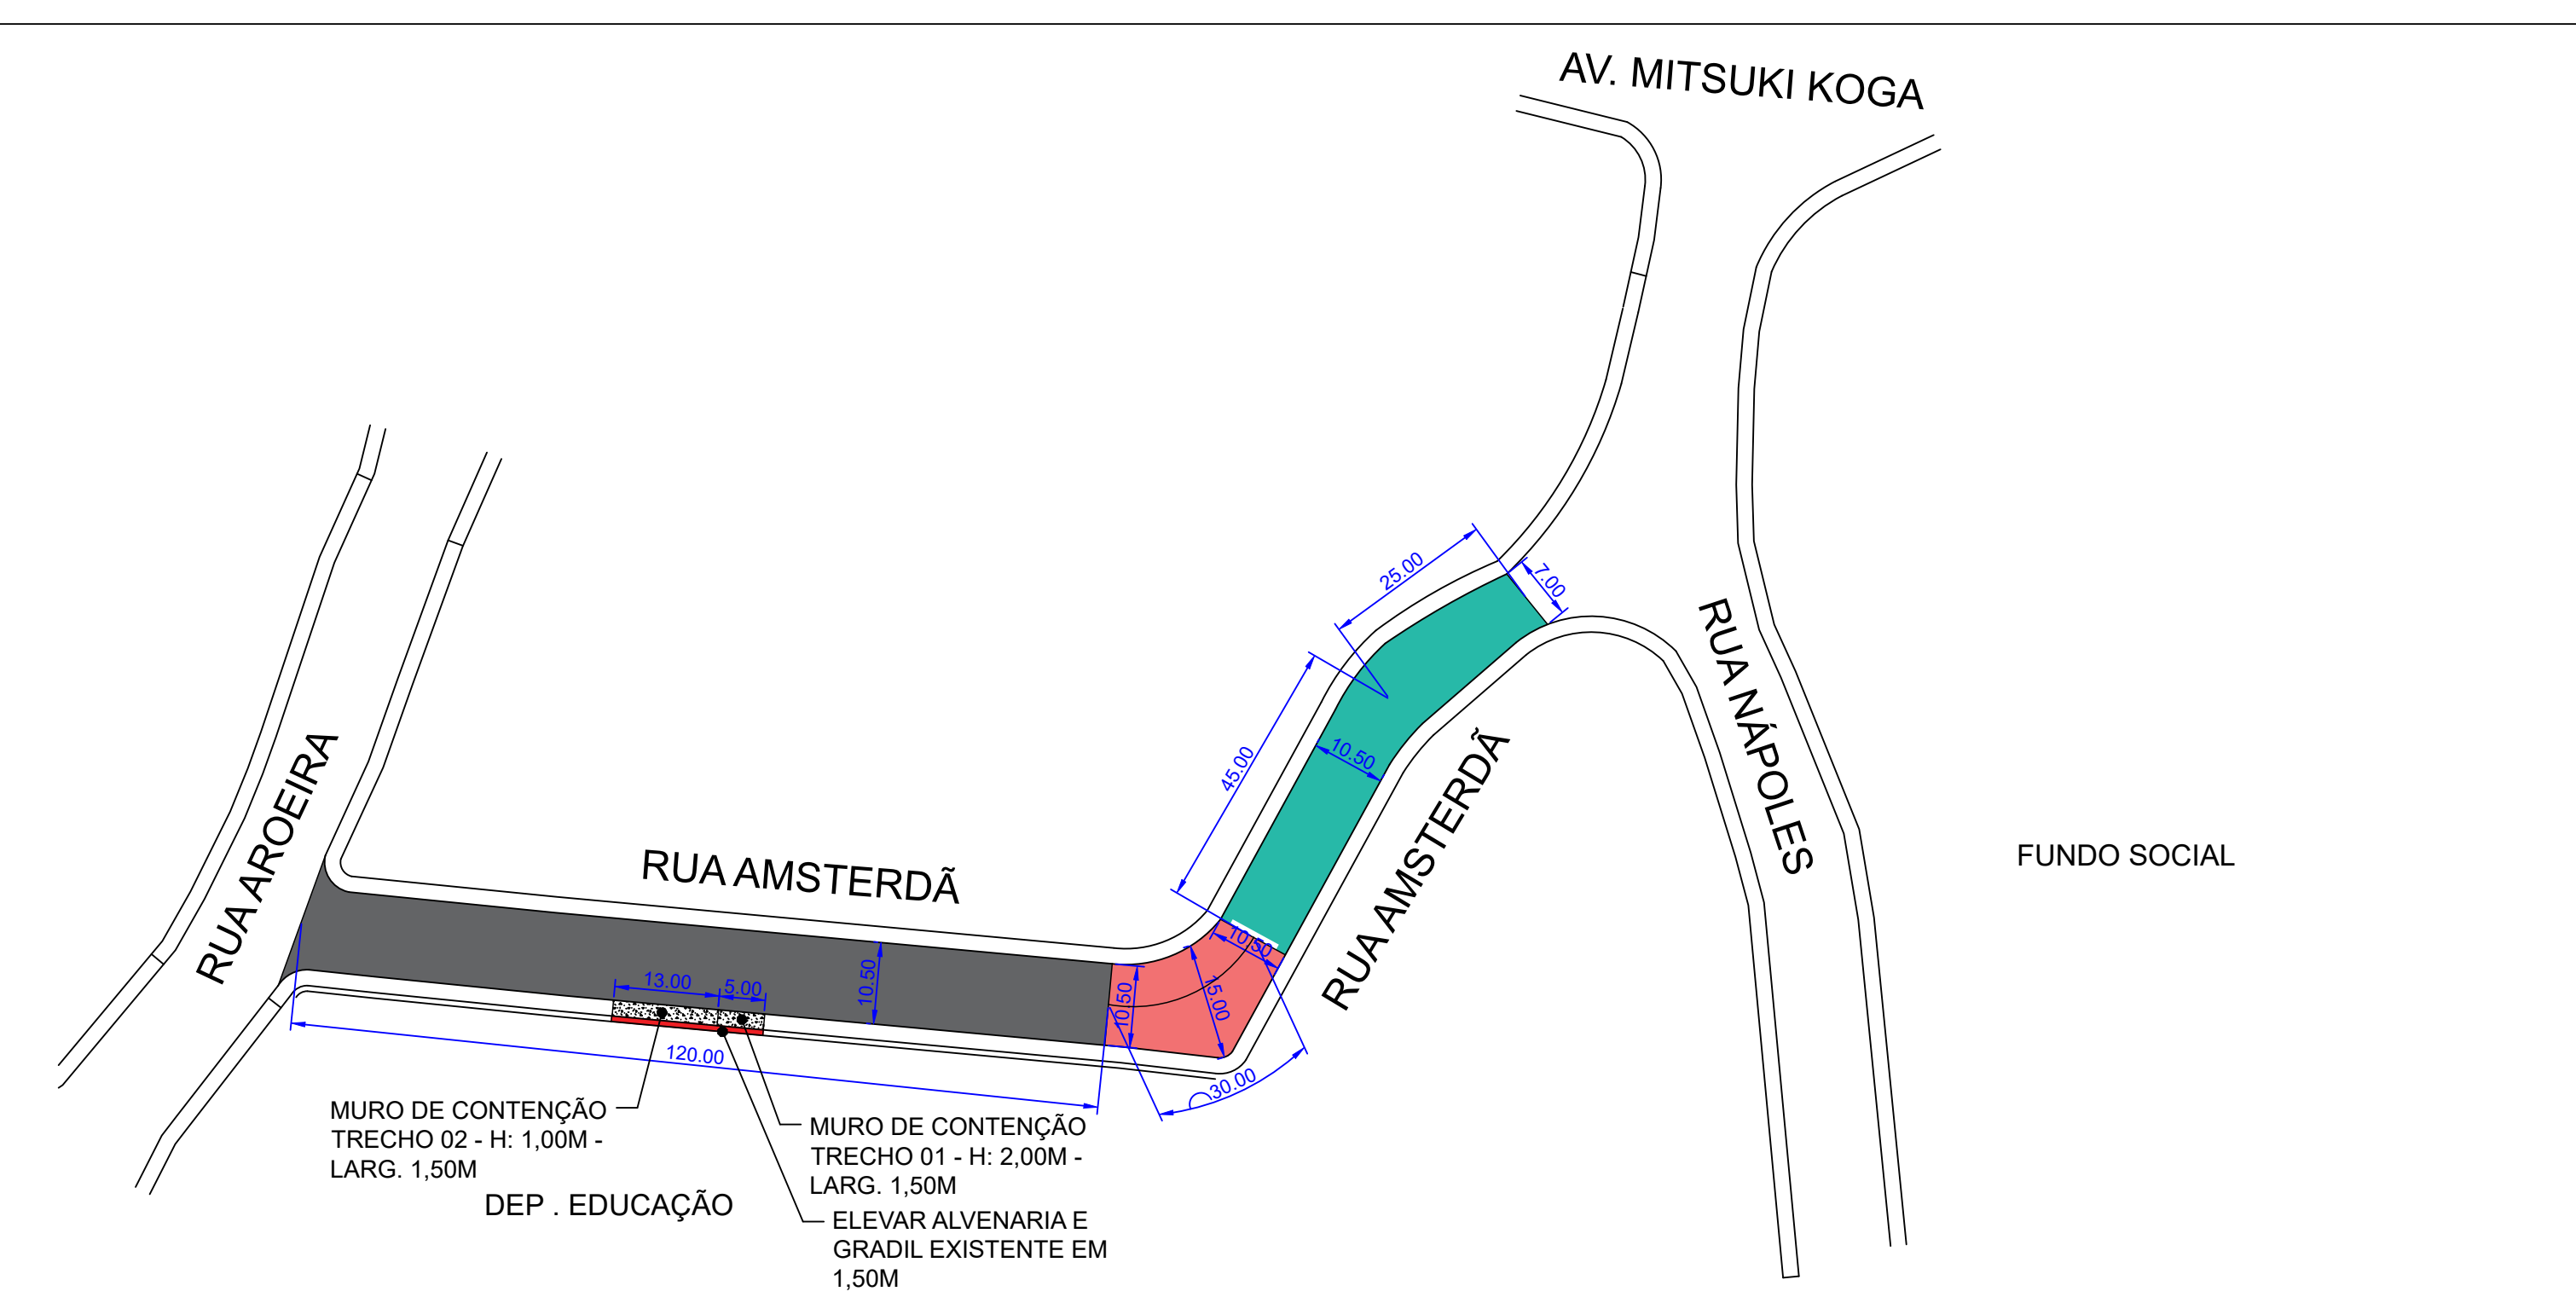 AV. MITSUKI KOGA
25.00
7.00
RUA NÁPOLES
45.00
10.50
RUA AROEIRA
RUA AMSTERDÃ
RUA AMSTERDÃ
FUNDO SOCIAL
10.50
13.00
5.00
10.50
10.50
15.00
120.00
30.00
MURO DE CONTENÇÃO
TRECHO 02 - H: 1,00M -
LARG. 1,50M
MURO DE CONTENÇÃO
TRECHO 01 - H: 2,00M -
LARG. 1,50M
DEP . EDUCAÇÃO
ELEVAR ALVENARIA E
GRADIL EXISTENTE EM
1,50M